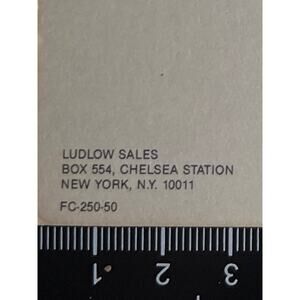 LUDLOW SALES
BOX 554, CHELSEA STATION
NEW YORK, N.Y. 10011
FC-250-50
1 2 3